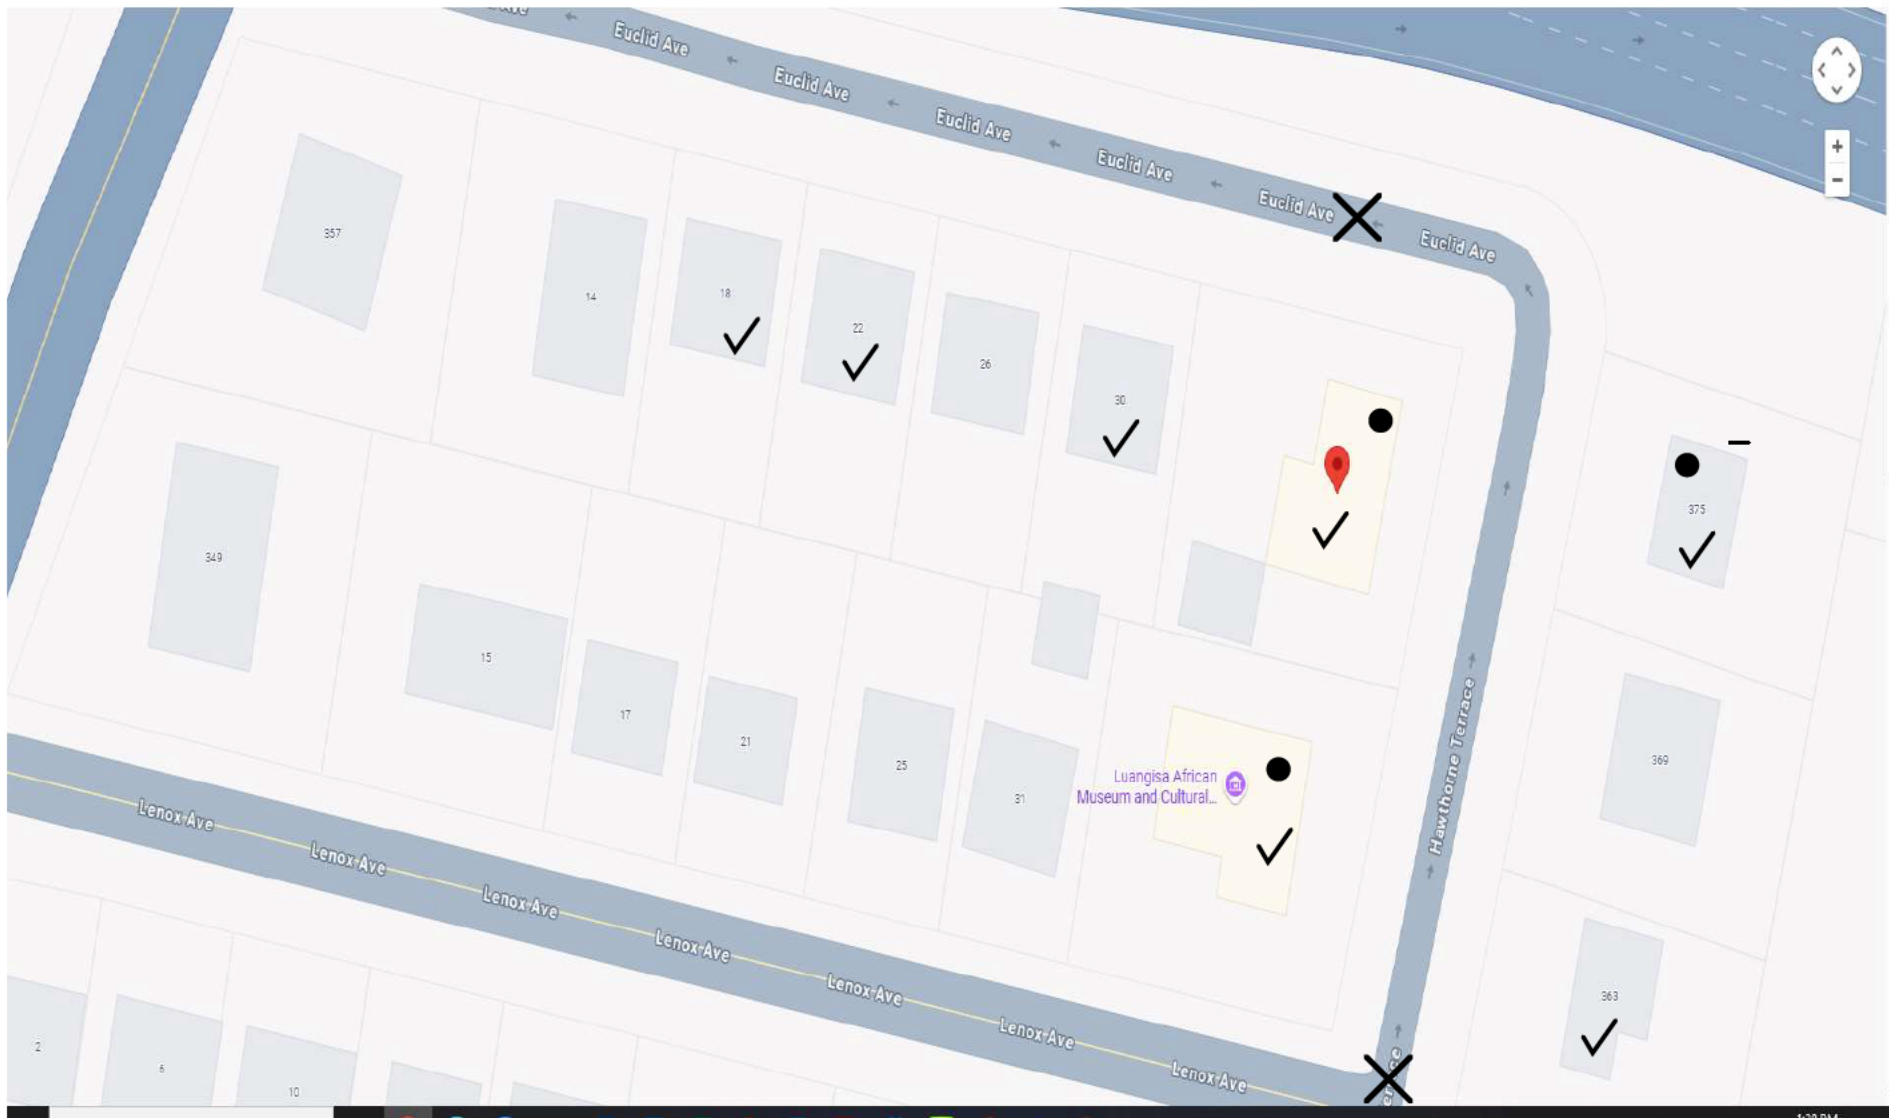 Euclid Ave
Euclid Ave
Euclid Ave
Euclid Ave
Euclid Ave
Euclid Ave
357
14
18
22
26
30
375
349
15
17
21
25
31
369
Luangisa African
Museum and Cultural...
Hawthorne Terrace
Lenox Ave
Lenox Ave
Lenox Ave
Lenox Ave
Lenox Ave
Lenox Ave
Lenox Ave
363
2
6
10
+
−